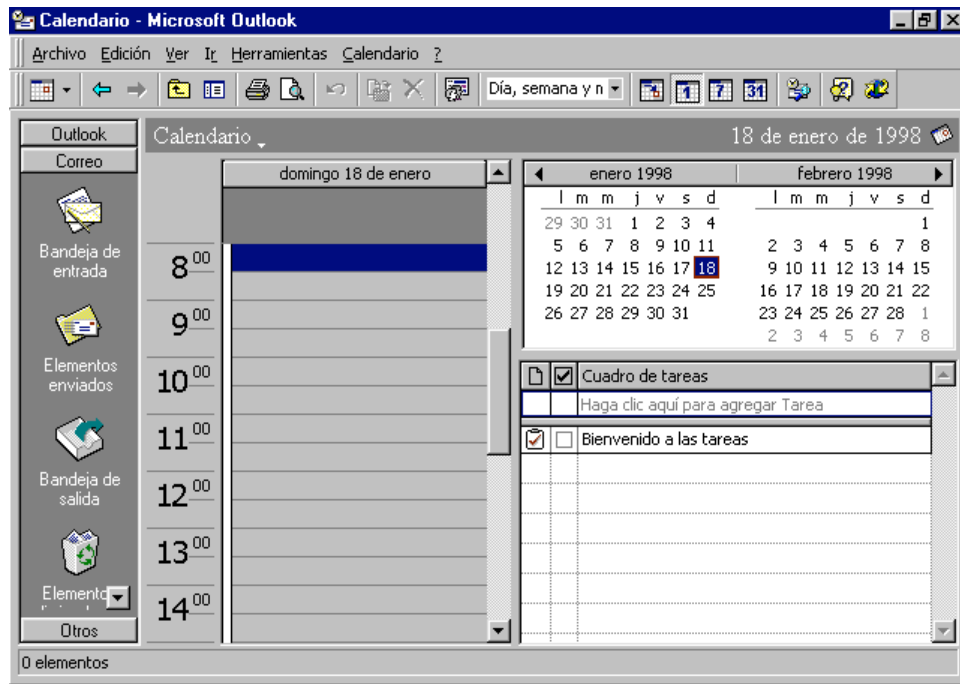 Calendario - Microsoft Outlook
Archivo Edición Ver Ir Herramientas Calendario ?
Día, semana y n
1 7 31
Outlook
Correo
Bandeja de
entrada
Elementos
enviados
Bandeja de
salida
Elemento
Otros
Calendario
18 de enero de 1998
domingo 18 de enero
8 00
9 00
10 00
11 00
12 00
13 00
14 00
enero 1998
l m m j v s d
29 30 31 1 2 3 4
5 6 7 8 9 10 11
12 13 14 15 16 17 18
19 20 21 22 23 24 25
26 27 28 29 30 31
febrero 1998
l m m j v s d
1
2 3 4 5 6 7 8
9 10 11 12 13 14 15
16 17 18 19 20 21 22
23 24 25 26 27 28 1
2 3 4 5 6 7 8
Cuadro de tareas
Haga clic aquí para agregar Tarea
Bienvenido a las tareas
0 elementos